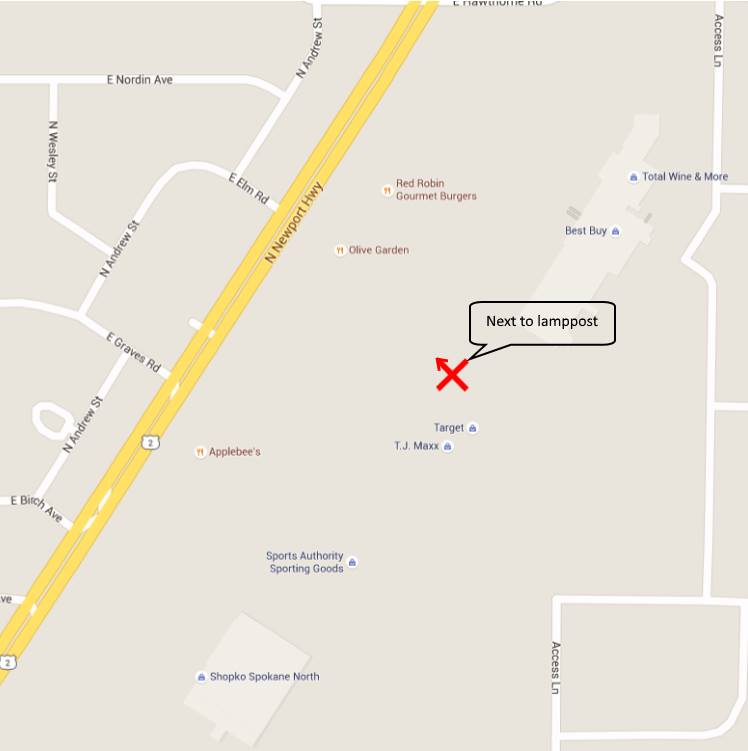 E Hawthorne Rd
N Andrew St
Access Ln
E Nordin Ave
N Wesley St
Total Wine & More
E Elm Rd
Red Robin
Gourmet Burgers
N Newport Hwy
Best Buy
N Andrew St
Olive Garden
Next to lamppost
E Graves Rd
N Andrew St
Target
2
T.J. Maxx
Applebee's
E Birch Ave
Sports Authority
Sporting Goods
ve
Access Ln
2
Shopko Spokane North